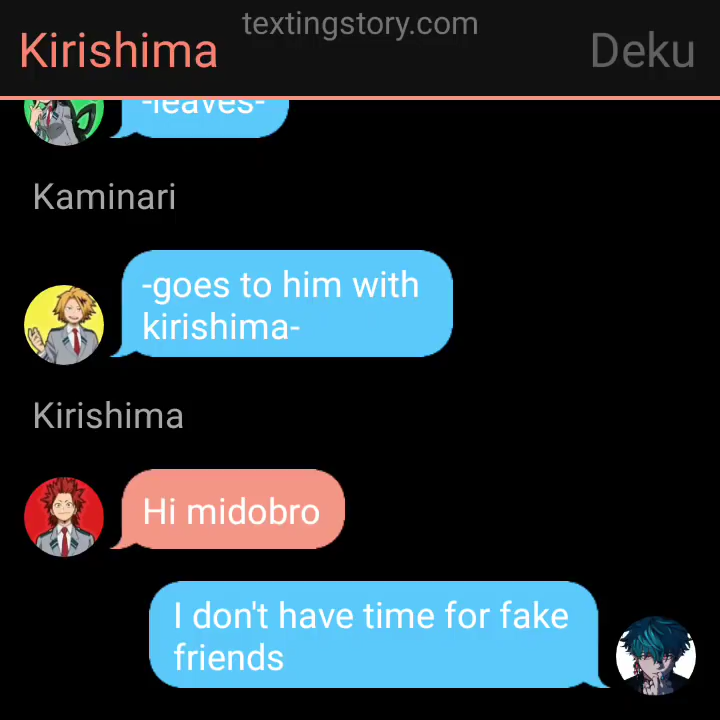 textingstory.com
Kirishima
Deku
-leaves-
Kaminari
-goes to him with
kirishima-
Kirishima
Hi midobro
I don't have time for fake
friends